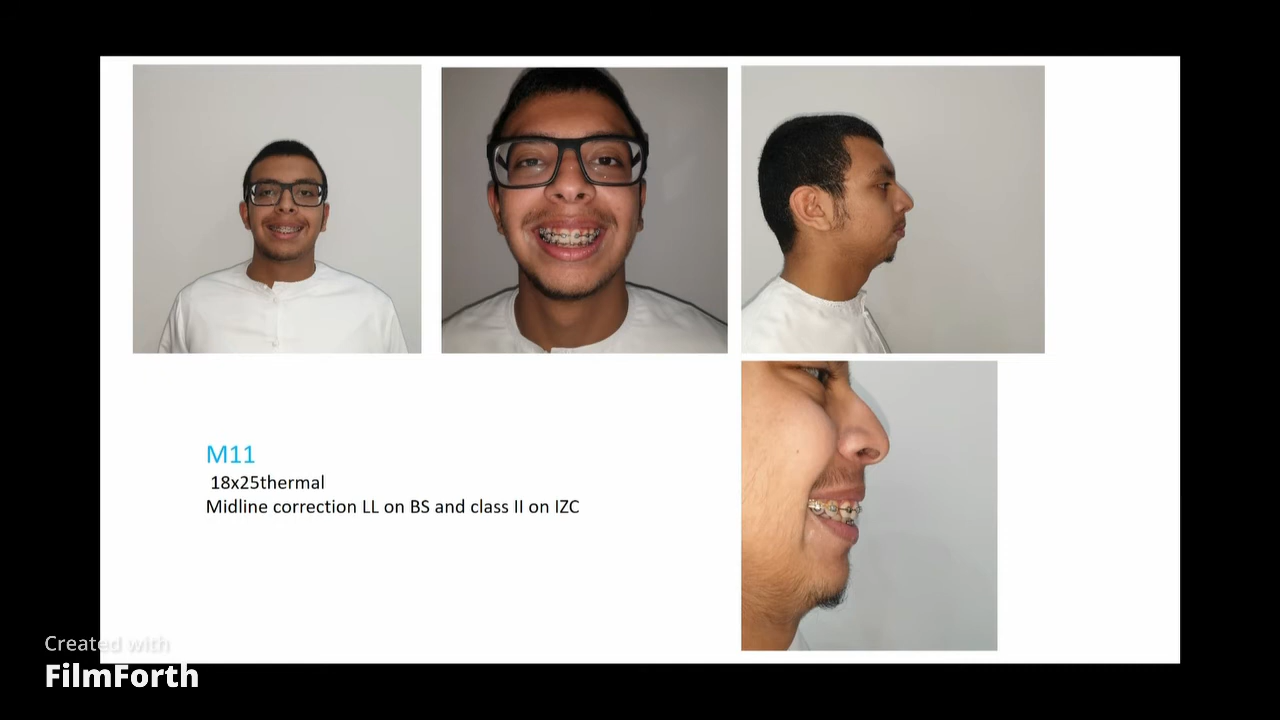 M11
18x25thermal
Midline correction LL on BS and class II on IZC
Created with
FilmForth